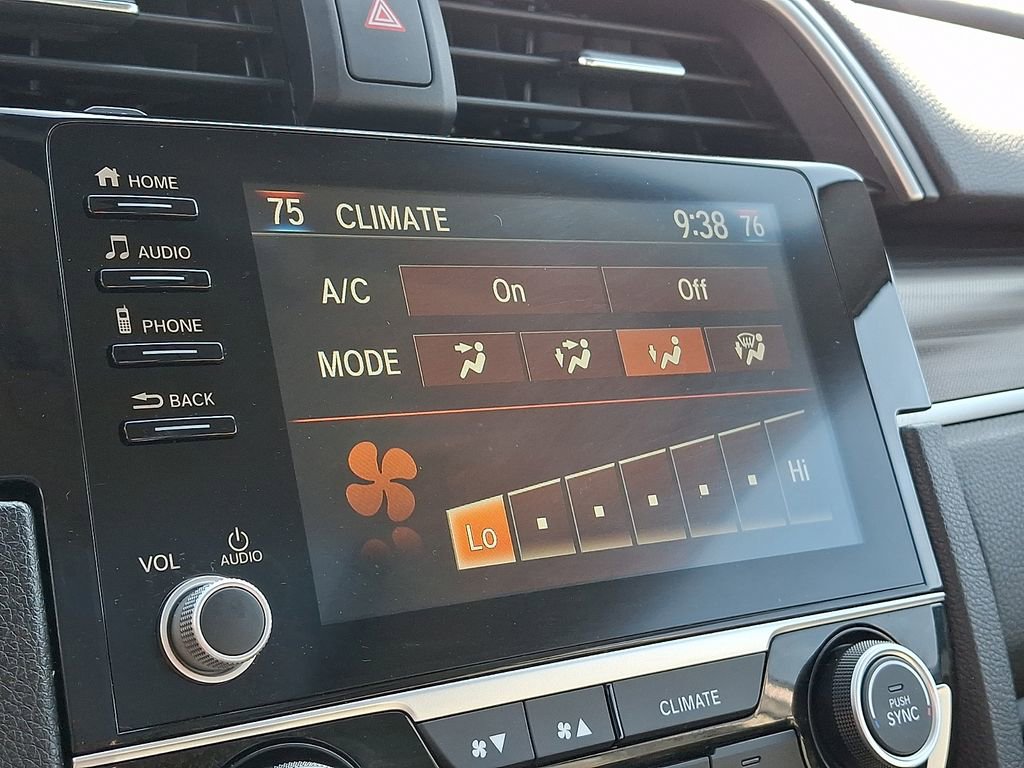 HOME
AUDIO
PHONE
BACK
VOL
AUDIO
75 CLIMATE 9:38 76
A/C On Off
MODE
Lo Hi
CLIMATE
PUSH
SYNC